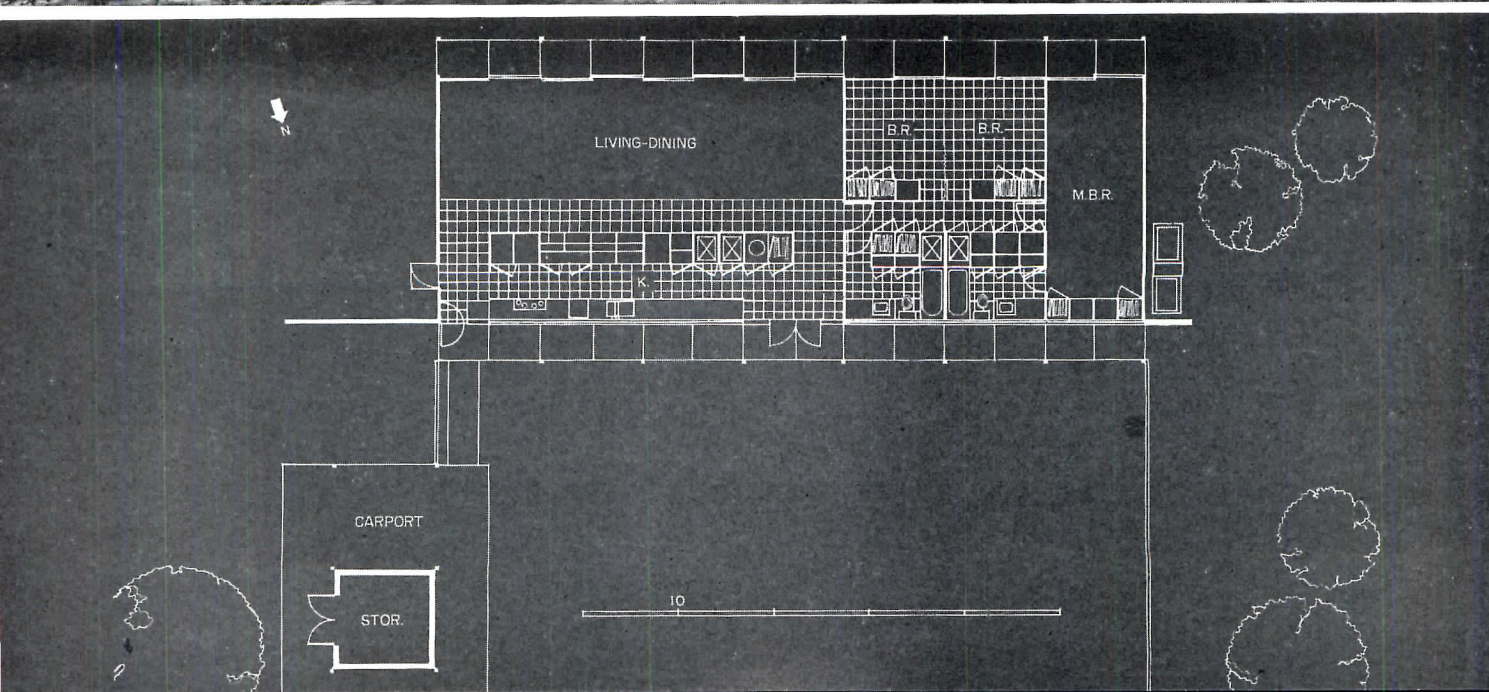 N
LIVING-DINING
B.R.
B.R.
M.B.R.
K.
CARPORT
10
STOR.